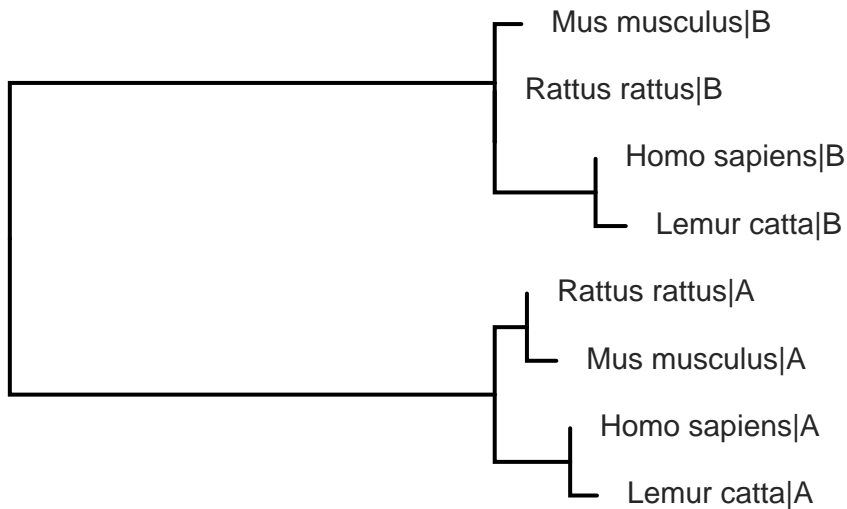 Mus musculus|B
Rattus rattus|B
Homo sapiens|B
Lemur catta|B
Rattus rattus|A
Mus musculus|A
Homo sapiens|A
Lemur catta|A